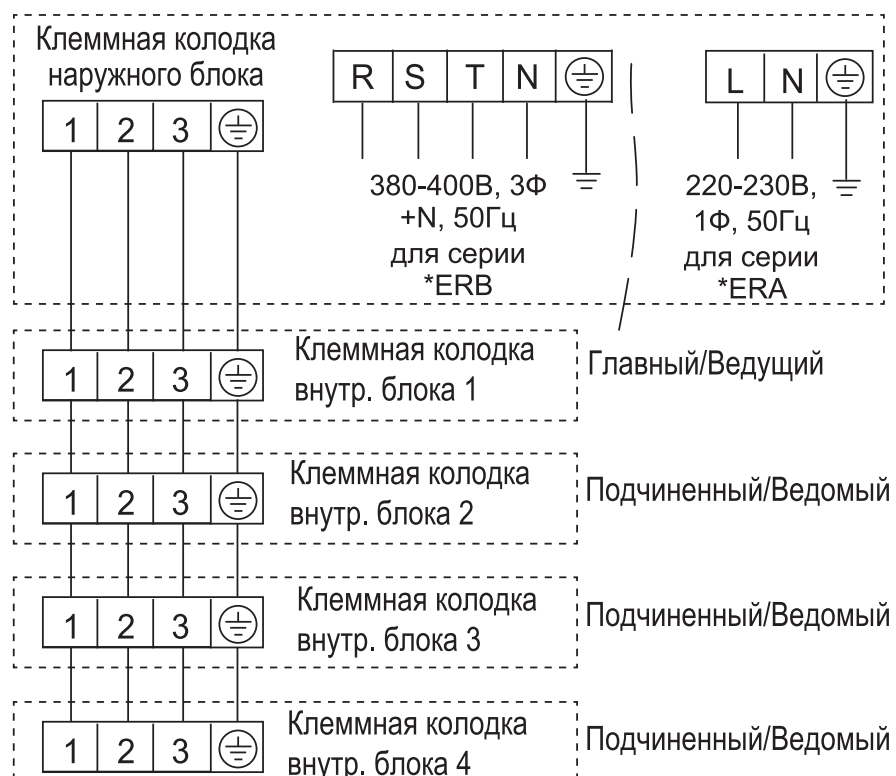 Клеммная колодка
наружного блока
1 2 3
R S T N
380-400В, 3Ф
+N, 50Гц
для серии
*ERB
L N
220-230В,
1Ф, 50Гц
для серии
*ERA
1 2 3
Клеммная колодка
внутр. блока 1
Главный/Ведущий
1 2 3
Клеммная колодка
внутр. блока 2
Подчиненный/Ведомый
1 2 3
Клеммная колодка
внутр. блока 3
Подчиненный/Ведомый
1 2 3
Клеммная колодка
внутр. блока 4
Подчиненный/Ведомый